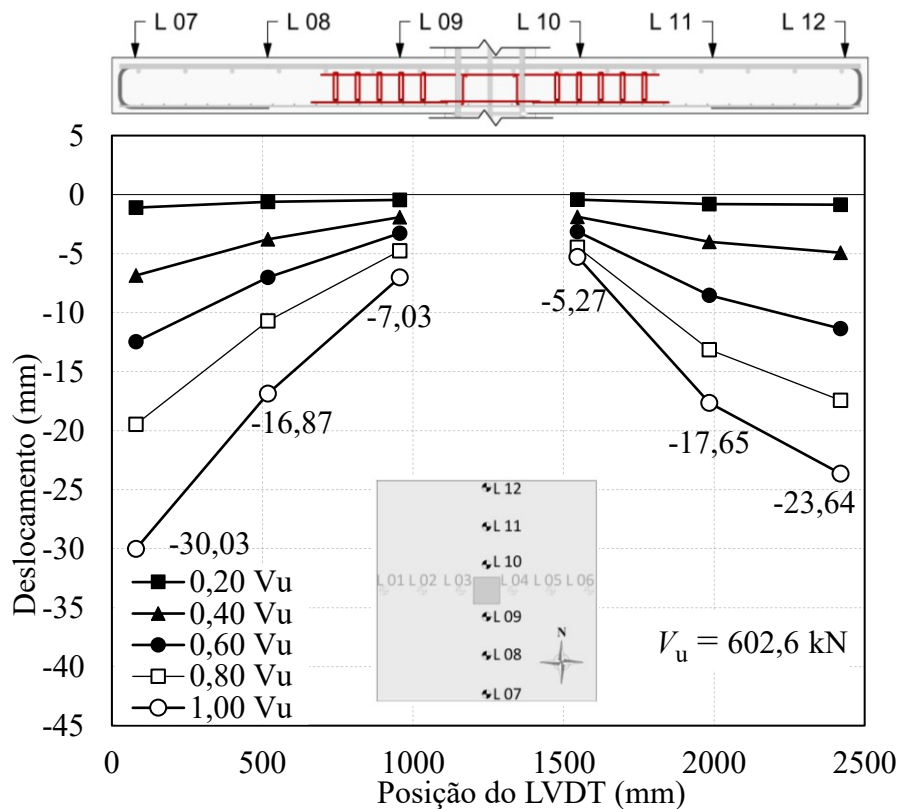 L 07
L 08
L 09
L 10
L 11
L 12
5
0
-5
-10
-15
-20
-25
-30
-35
-40
-45
Deslocamento (mm)
-7,03
-5,27
-16,87
-17,65
-30,03
-23,64
0,20 Vu
0,40 Vu
0,60 Vu
0,80 Vu
1,00 Vu
L 12
L 11
L 10
L 01 L 02 L 03 L 04 L 05 L 06
L 09
L 08
L 07
N
Vu = 602,6 kN
0 500 1000 1500 2000 2500
Posição do LVDT (mm)